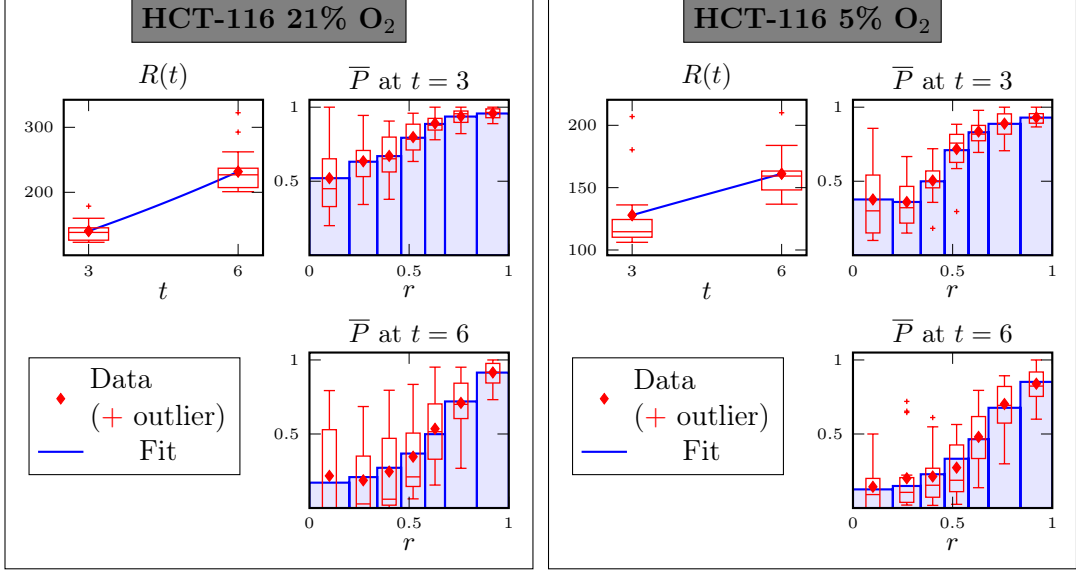 HCT-116 21% O₂
R(t)
300
200
3
6
t
P̅ at t = 3
1
0.5
0
0.5
1
r
P̅ at t = 6
1
0.5
0
0.5
1
r
Data
(+ outlier)
Fit
HCT-116 5% O₂
R(t)
200
150
100
3
6
t
P̅ at t = 3
1
0.5
0
0.5
1
r
P̅ at t = 6
1
0.5
0
0.5
1
r
Data
(+ outlier)
Fit